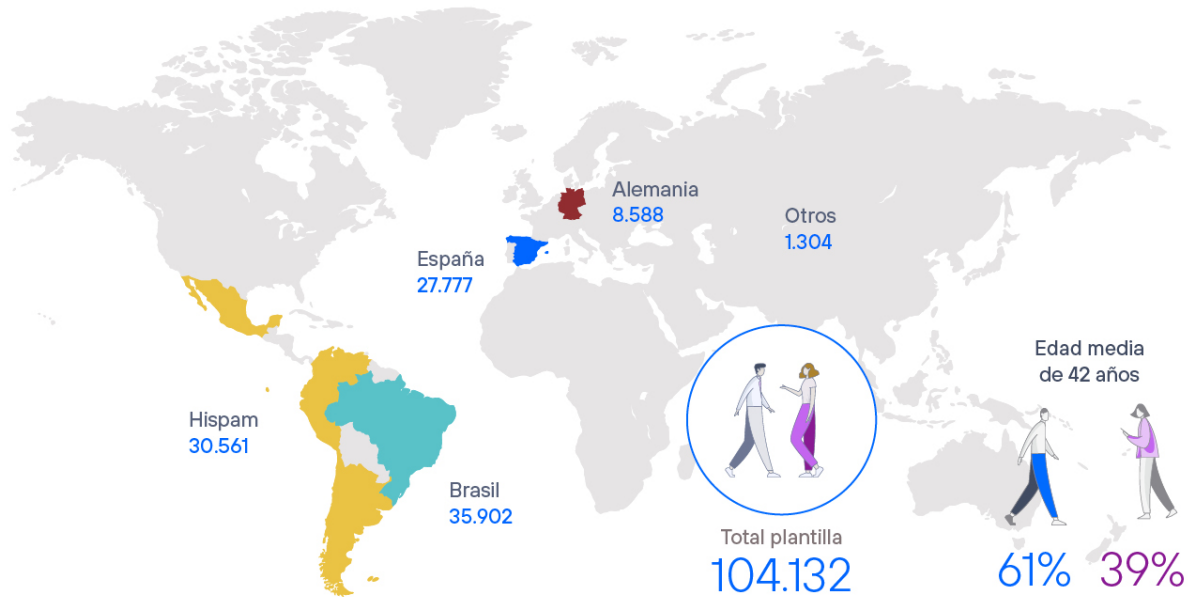 Alemania
8.588
Otros
1.304
España
27.777
Edad media
de 42 años
Hispam
30.561
Brasil
35.902
Total plantilla
104.132
61%
39%